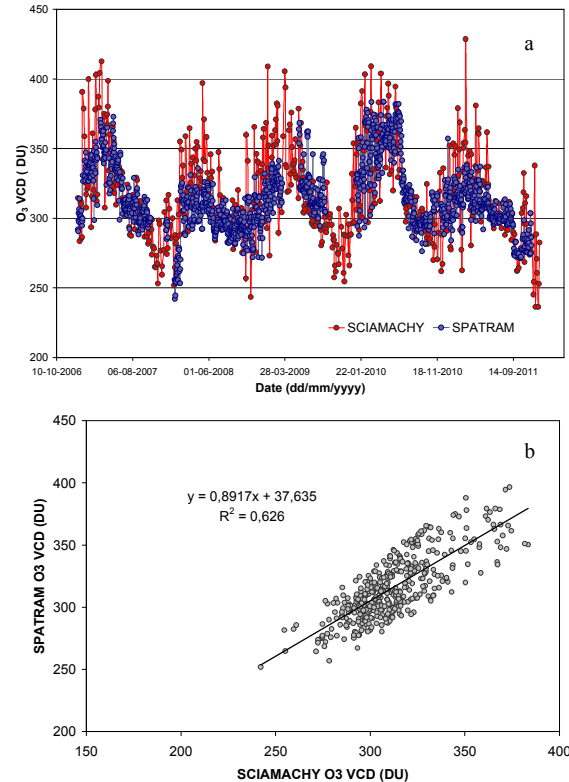 a
450
400
350
300
250
200
O3 VCD ( DU)
SCIAMACHY SPATRAM
10-10-2006 06-08-2007 01-06-2008 28-03-2009 22-01-2010 18-11-2010 14-09-2011
Date (dd/mm/yyyy)
b
450
400
350
300
250
200
SPATRAM O3 VCD (DU)
y = 0,8917x + 37,635
R2 = 0,626
150 200 250 300 350 400
SCIAMACHY O3 VCD (DU)